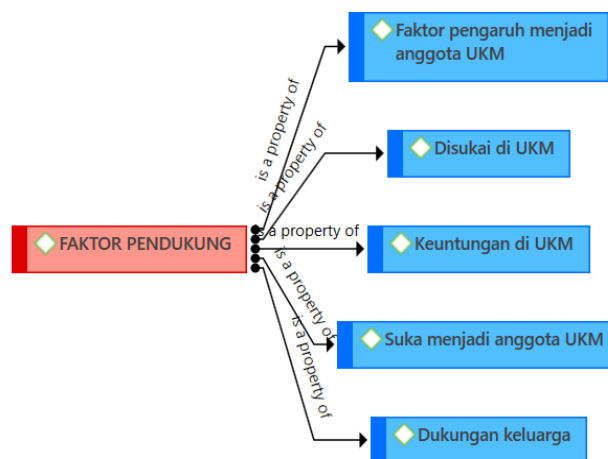 Faktor pengaruh menjadi
anggota UKM
is a property of
is a property of
Disukai di UKM
FAKTOR PENDUKUNG
is a property of
Keuntungan di UKM
is a property of
Suka menjadi anggota UKM
is a property of
Dukungan keluarga